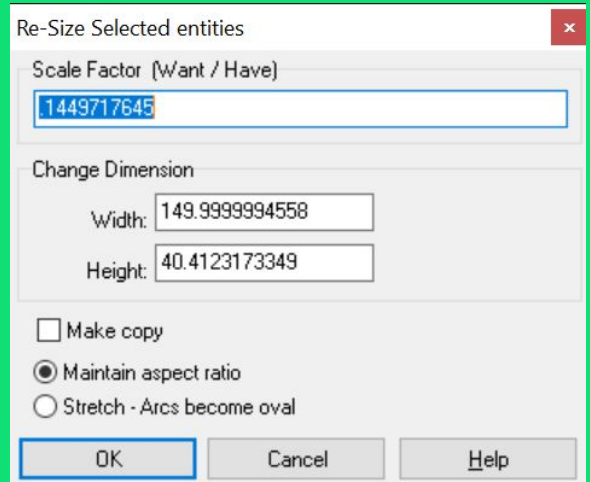 Re-Size Selected entities
Scale Factor (Want / Have)
.1449717645
Change Dimension
Width: 149.9999994558
Height: 40.4123173349
Make copy
Maintain aspect ratio
Stretch - Arcs become oval
OK Cancel Help